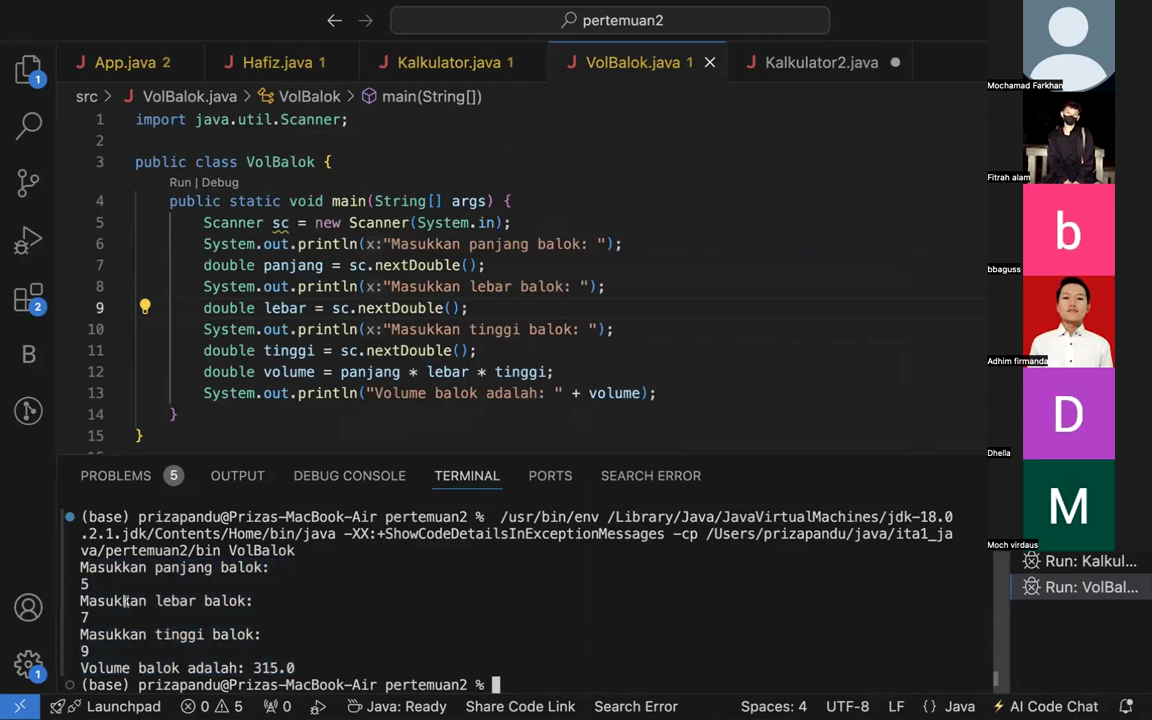 pertemuan2
J App.java 2
J Hafiz.java 1
J Kalkulator.java 1
J VolBalok.java 1
J Kalkulator2.java
src > J VolBalok.java > VolBalok > main(String[])
1 import java.util.Scanner;
2
3 public class VolBalok {
Run | Debug
4 public static void main(String[] args) {
5 Scanner sc = new Scanner(System.in);
6 System.out.println(x:"Masukkan panjang balok: ");
7 double panjang = sc.nextDouble();
8 System.out.println(x:"Masukkan lebar balok: ");
9 double lebar = sc.nextDouble();
10 System.out.println(x:"Masukkan tinggi balok: ");
11 double tinggi = sc.nextDouble();
12 double volume = panjang * lebar * tinggi;
13 System.out.println("Volume balok adalah: " + volume);
14 }
15 }
PROBLEMS 5 OUTPUT DEBUG CONSOLE TERMINAL PORTS SEARCH ERROR
(base) prizapandu@Prizas-MacBook-Air pertemuan2 % /usr/bin/env /Library/Java/JavaVirtualMachines/jdk-18.0
.2.1.jdk/Contents/Home/bin/java -XX:+ShowCodeDetailsInExceptionMessages -cp /Users/prizapandu/java/ita1_ja
va/pertemuan2/bin VolBalok
Masukkan panjang balok:
5
Masukkan lebar balok:
7
Masukkan tinggi balok:
9
Volume balok adalah: 315.0
(base) prizapandu@Prizas-MacBook-Air pertemuan2 %
Run: Kalkul...
Run: VolBal...
Launchpad 0 5 0 Java: Ready Share Code Link Search Error Spaces: 4 UTF-8 LF {} Java AI Code Chat
1
2
B
1
Mochamad Farkhan
Fitrah alam
b
bbaguss
Adhim firmanda
D
Dhella
M
Moch virdaus